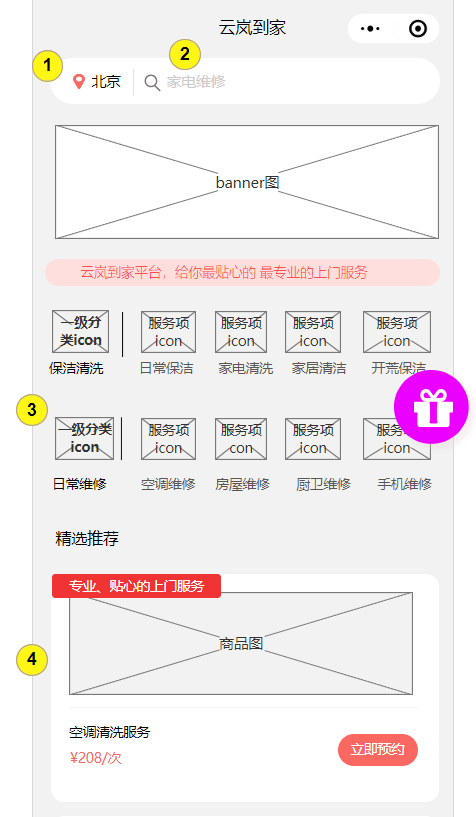 云岚到家
1
2
北京
家电维修
banner图
云岚到家平台，给你最贴心的 最专业的上门服务
一级分类icon 服务项icon 服务项icon 服务项icon 服务项icon
保洁清洗 日常保洁 家电清洗 家居清洁 开荒保洁
3
一级分类icon 服务项icon 服务项con 服务项icon 服务项icon
日常维修 空调维修 房屋维修 厨卫维修 手机维修
精选推荐
专业、贴心的上门服务
商品图
4
空调清洗服务
¥208/次
立即预约